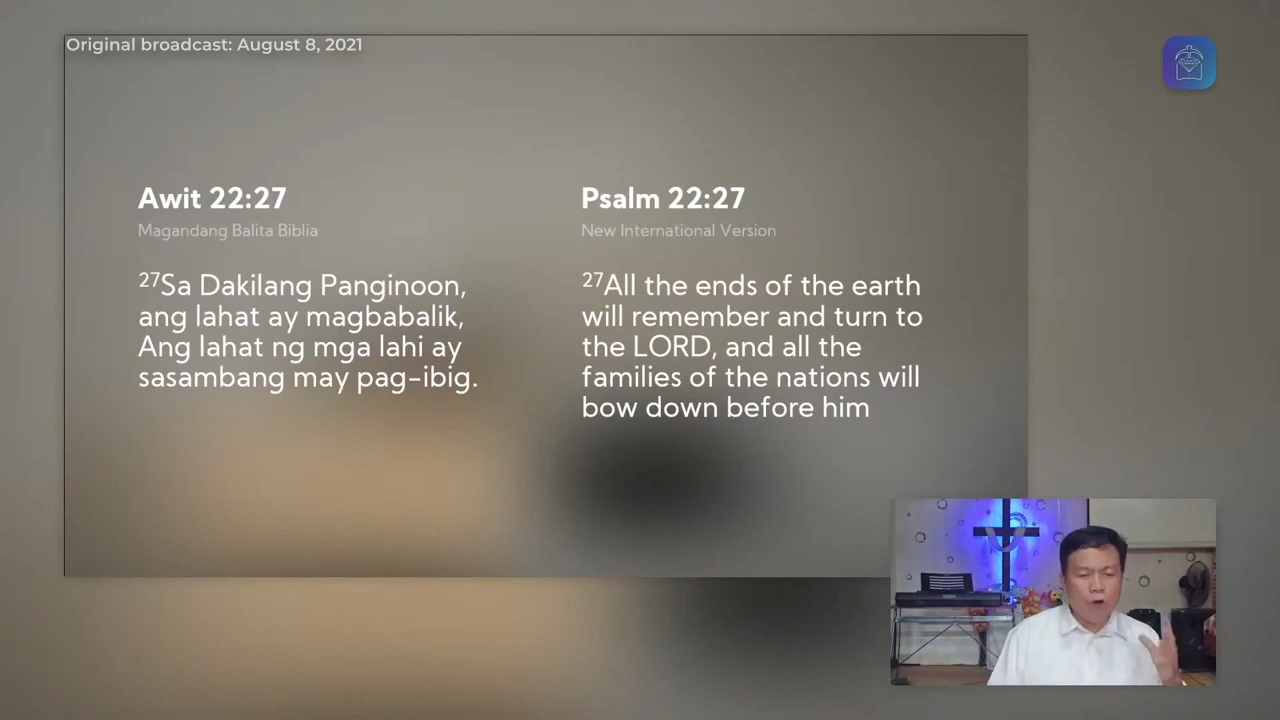 Original broadcast: August 8, 2021
Awit 22:27
Magandang Balita Biblia
27Sa Dakilang Panginoon,
ang lahat ay magbabalik,
Ang lahat ng mga lahi ay
sasambang may pag-ibig.
Psalm 22:27
New International Version
27All the ends of the earth
will remember and turn to
the LORD, and all the
families of the nations will
bow down before him